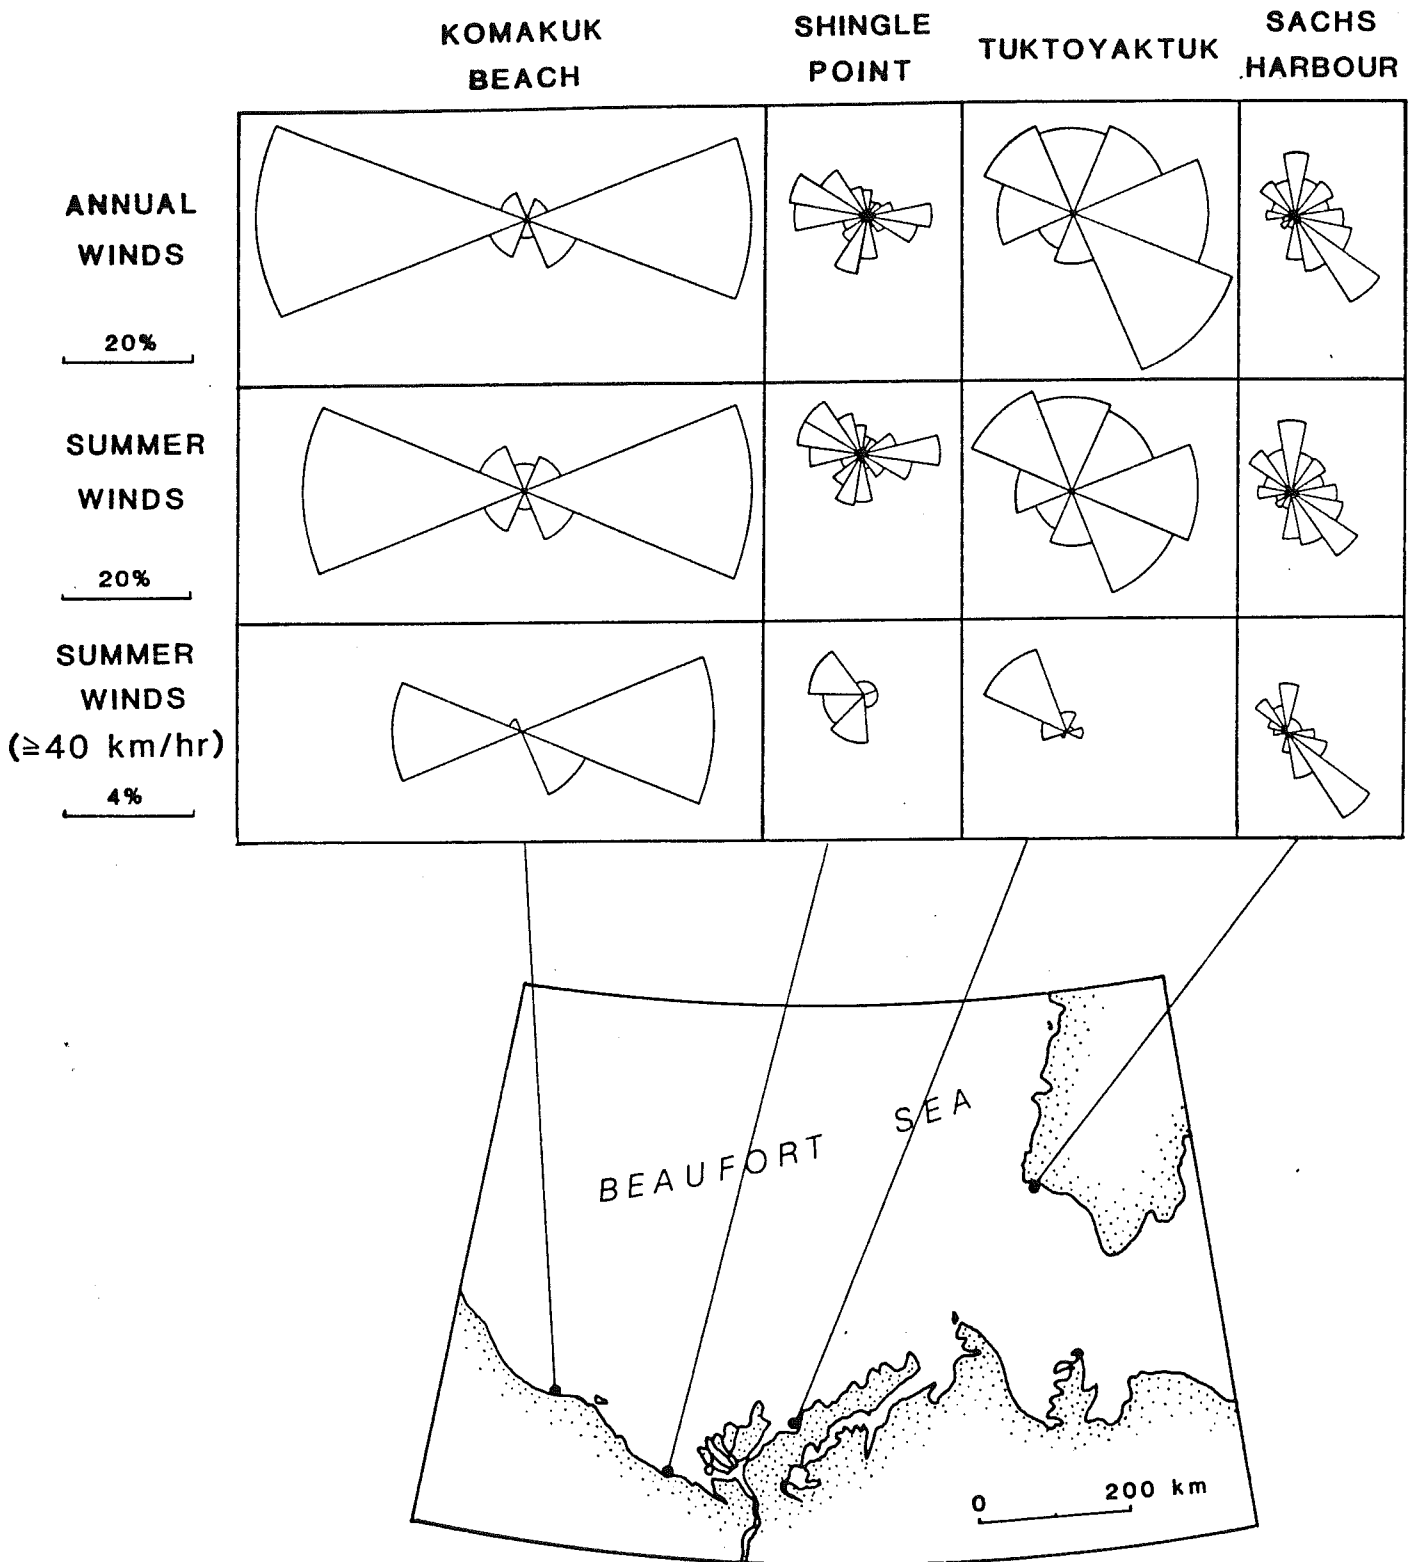 KOMAKUK
BEACH
SHINGLE
POINT
TUKTOYAKTUK
SACHS
HARBOUR
ANNUAL
WINDS
20%
SUMMER
WINDS
20%
SUMMER
WINDS
(≥40 km/hr)
4%
BEAUFORT SEA
0 200 km